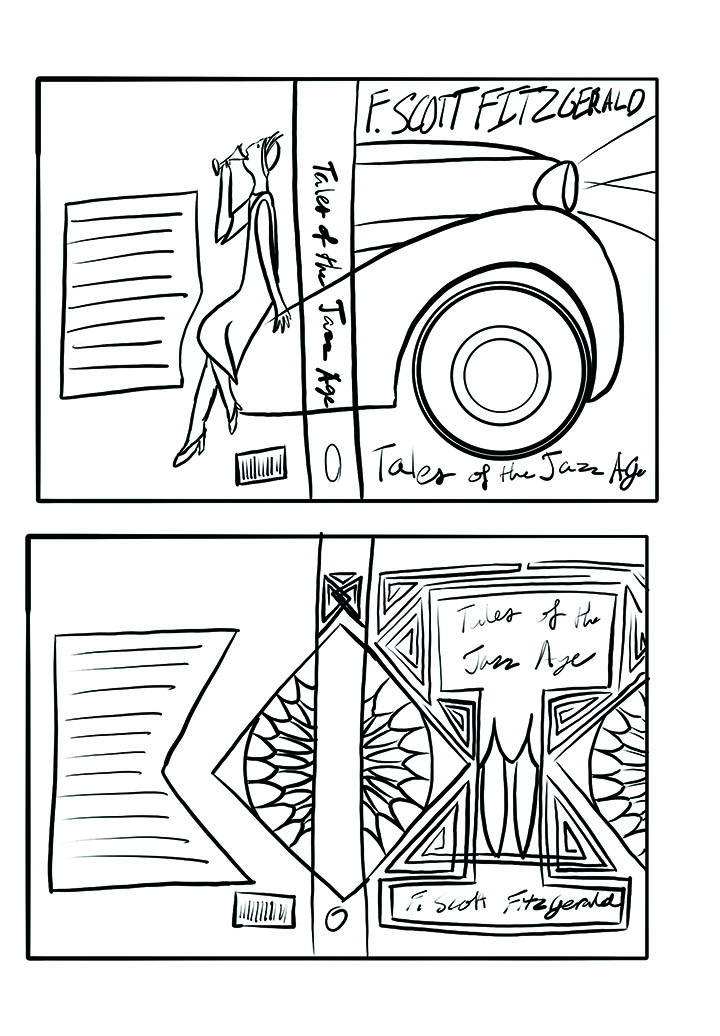 F. SCOTT FITZGERALD
Tales of the Jazz Age
Tales of the Jazz Age
Tales of the
Jazz Age
F. Scott Fitzgerald